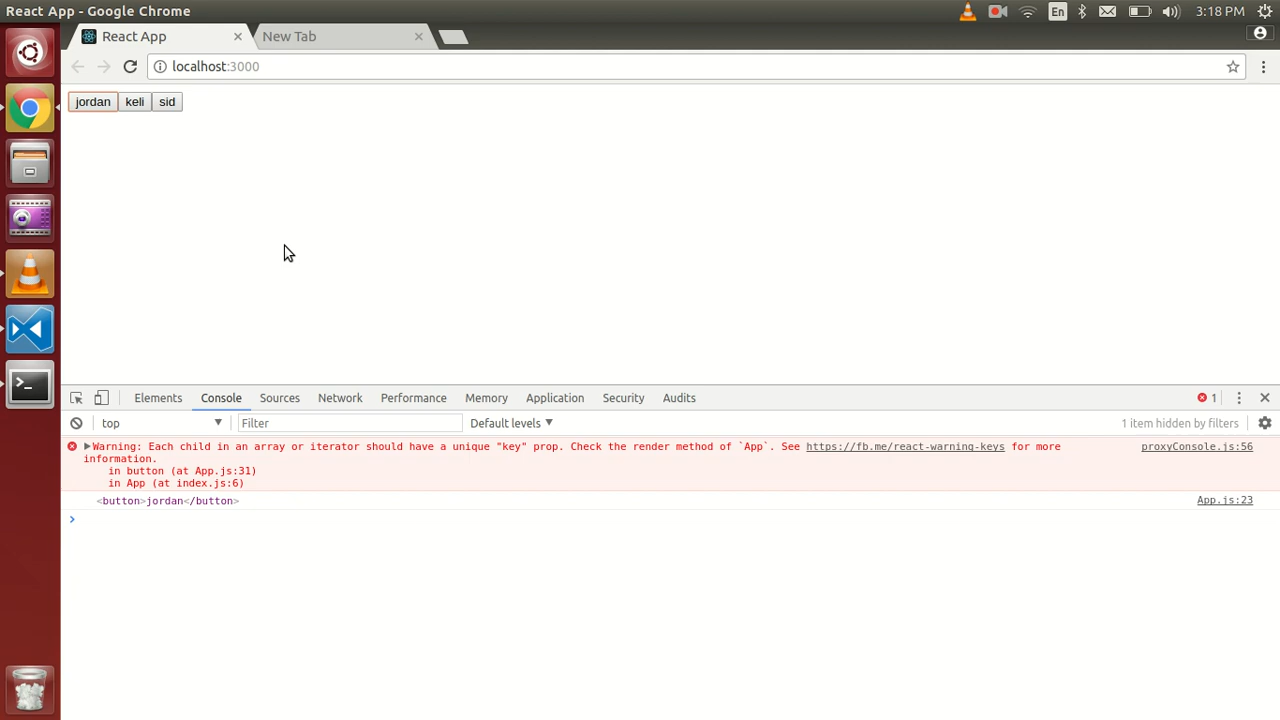 React App - Google Chrome
En
3:18 PM
React App
New Tab
localhost:3000
jordan
keli
sid
Elements
Console
Sources
Network
Performance
Memory
Application
Security
Audits
1
top
Filter
Default levels
1 item hidden by filters
Warning: Each child in an array or iterator should have a unique "key" prop. Check the render method of `App`. See https://fb.me/react-warning-keys for more
proxyConsole.js:56
information.
in button (at App.js:31)
in App (at index.js:6)
<button>jordan</button>
App.js:23